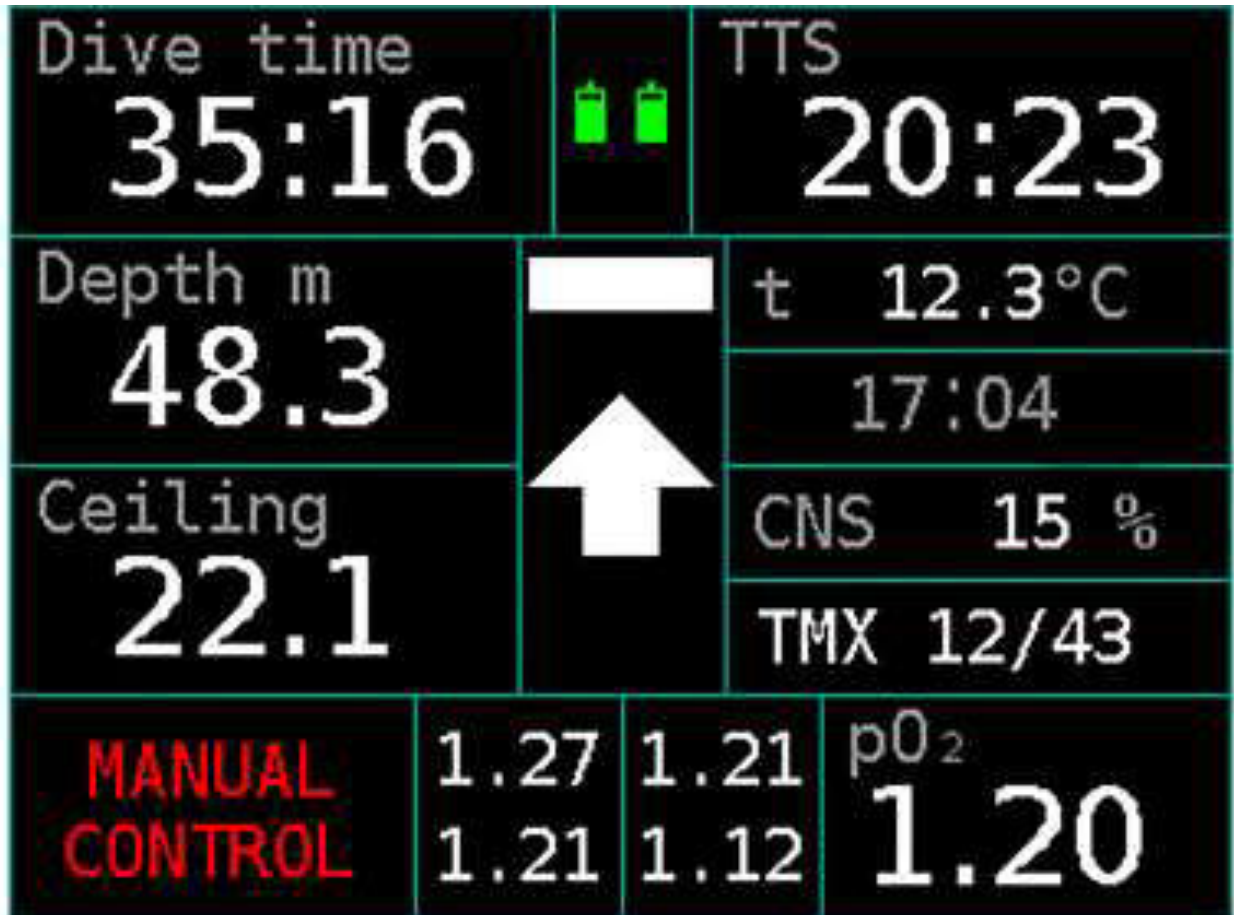 Dive time
35:16
TTS
20:23
Depth m
48.3
t 12.3°C
17:04
Ceiling
22.1
CNS 15 %
TMX 12/43
MANUAL
CONTROL
1.27 1.21
1.21 1.12
pO₂
1.20